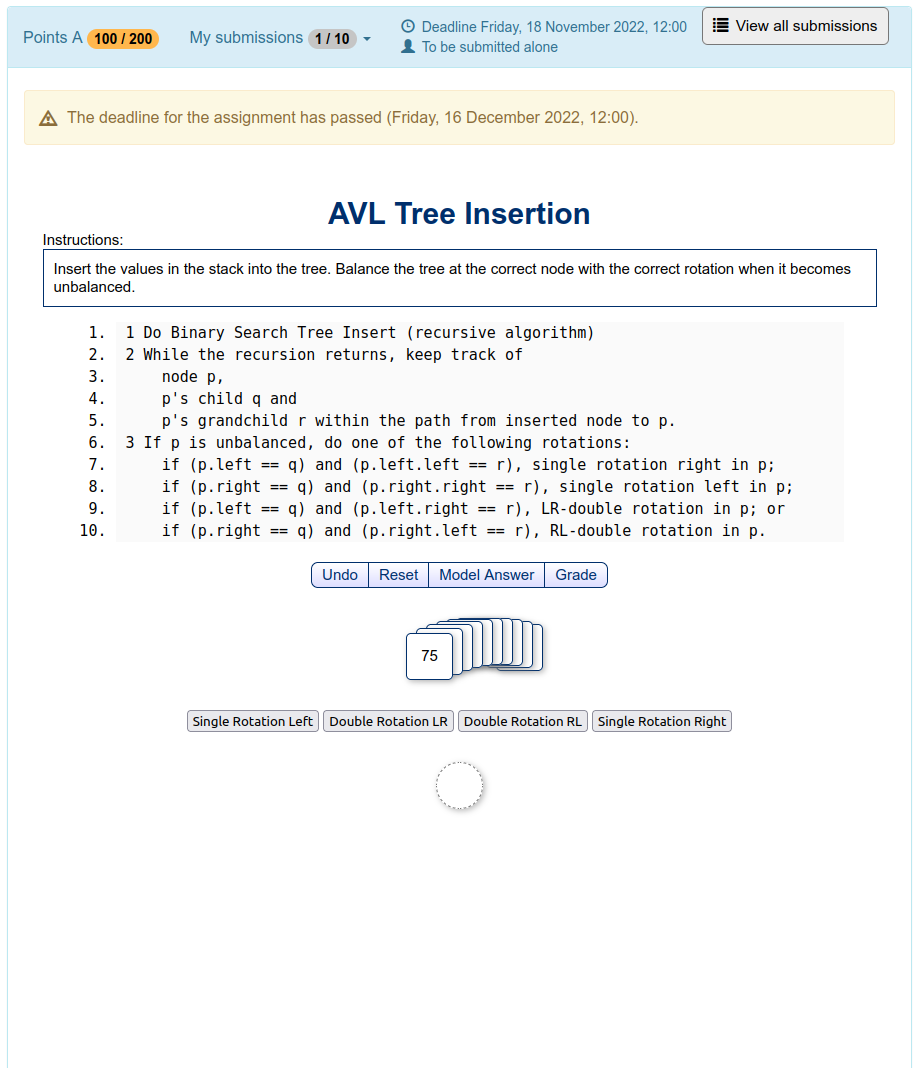 Points A 100 / 200 My submissions 1 / 10 Deadline Friday, 18 November 2022, 12:00 View all submissions
To be submitted alone
The deadline for the assignment has passed (Friday, 16 December 2022, 12:00).
AVL Tree Insertion
Instructions:
Insert the values in the stack into the tree. Balance the tree at the correct node with the correct rotation when it becomes
unbalanced.
1. 1 Do Binary Search Tree Insert (recursive algorithm)
2. 2 While the recursion returns, keep track of
3. node p,
4. p's child q and
5. p's grandchild r within the path from inserted node to p.
6. 3 If p is unbalanced, do one of the following rotations:
7. if (p.left == q) and (p.left.left == r), single rotation right in p;
8. if (p.right == q) and (p.right.right == r), single rotation left in p;
9. if (p.left == q) and (p.left.right == r), LR-double rotation in p; or
10. if (p.right == q) and (p.right.left == r), RL-double rotation in p.
Undo Reset Model Answer Grade
75
Single Rotation Left Double Rotation LR Double Rotation RL Single Rotation Right